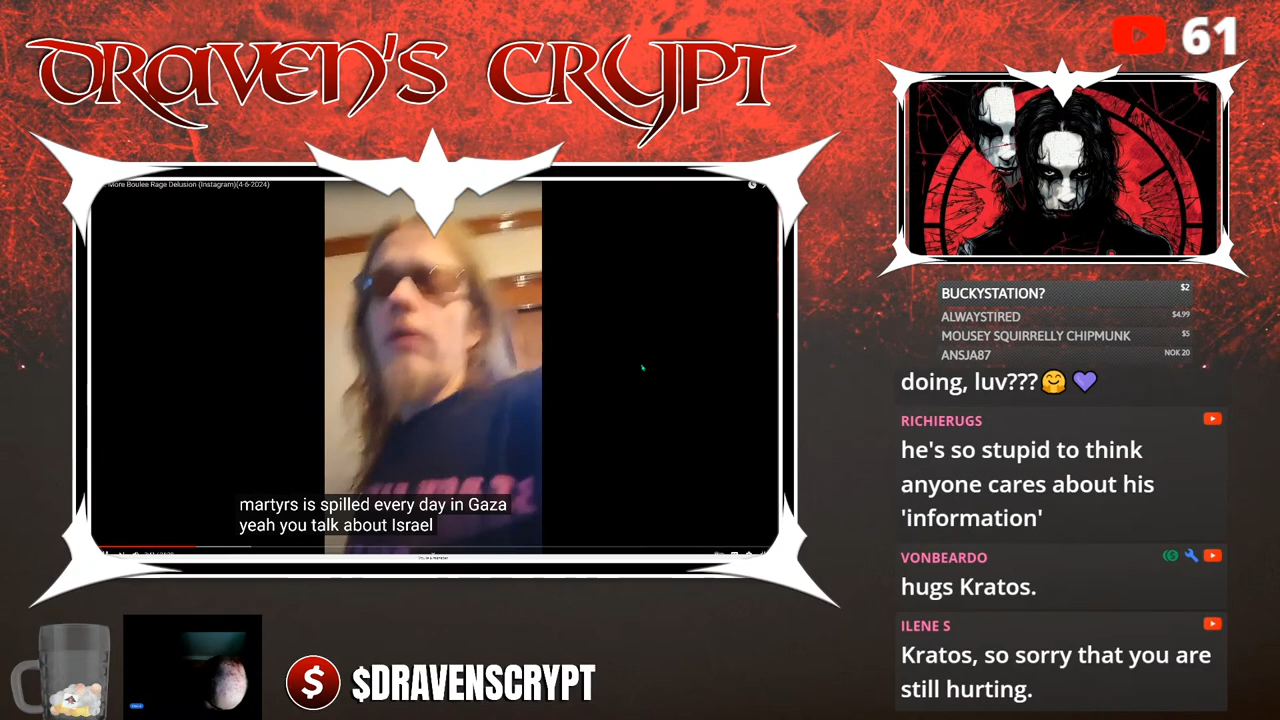 DRAVEN'S CRYPT
61
More Boulee Rage Delusion (Instagram)(4-6-2024)
martyrs is spilled every day in Gaza
yeah you talk about Israel
BUCKYSTATION? $2
ALWAYSTIRED $4.99
MOUSEY SQUIRRELLY CHIPMUNK $5
ANSJA87 NOK 20
doing, luv???🤗 💜
RICHIERUGS
he's so stupid to think
anyone cares about his
'information'
VONBEARDO
hugs Kratos.
ILENE S
Kratos, so sorry that you are
still hurting.
$ $DRAVENSCRYPT